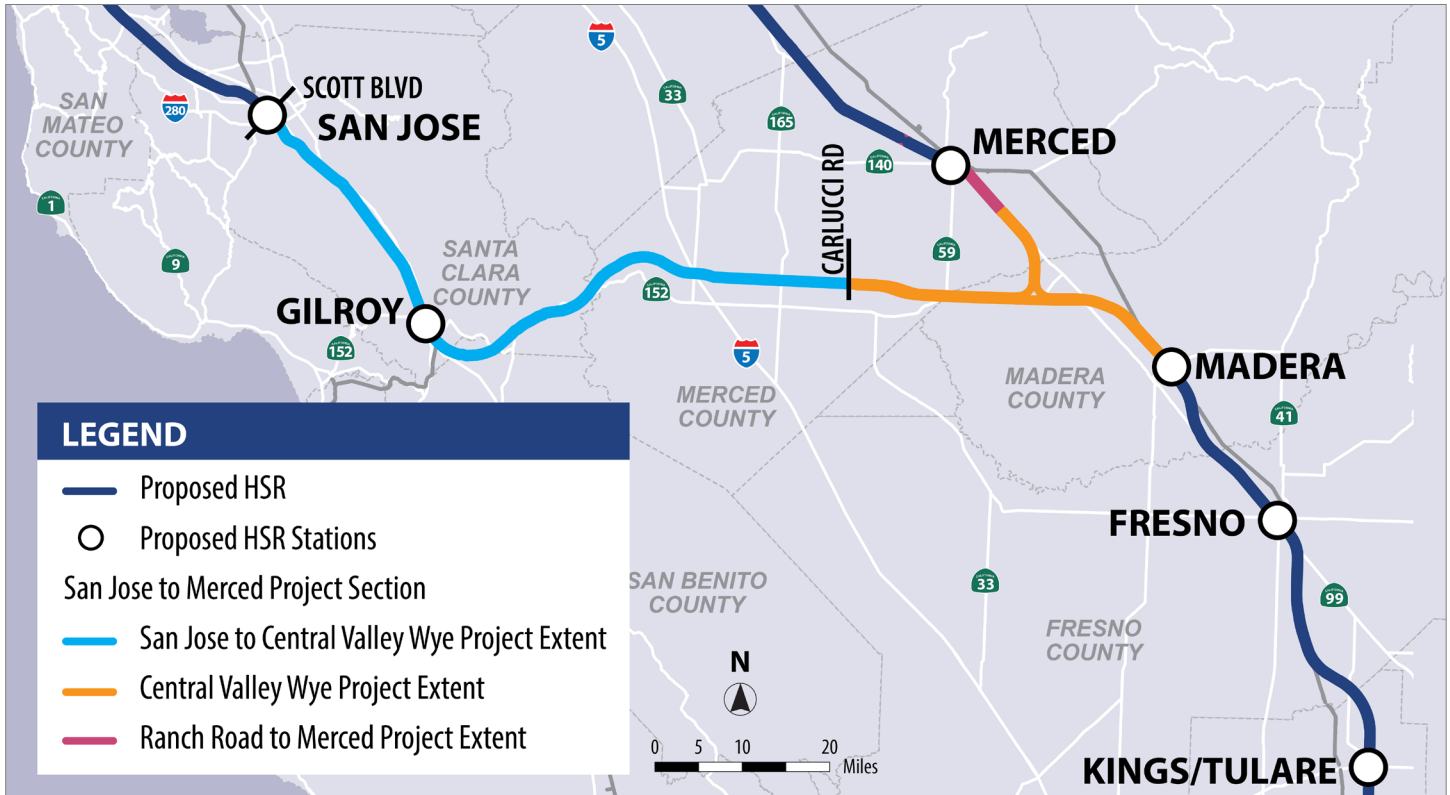 SCOTT BLVD
SAN JOSE
SAN
MATEO
COUNTY
280
5
33
165
140
MERCED
CARLUCCI RD
1
9
SANTA
CLARA
COUNTY
59
152
GILROY
152
5
MERCED
COUNTY
MADERA
COUNTY
MADERA
41
FRESNO
SAN BENITO
COUNTY
33
99
FRESNO
COUNTY
KINGS/TULARE
N
0 5 10 20
Miles
LEGEND
Proposed HSR
Proposed HSR Stations
San Jose to Merced Project Section
San Jose to Central Valley Wye Project Extent
Central Valley Wye Project Extent
Ranch Road to Merced Project Extent